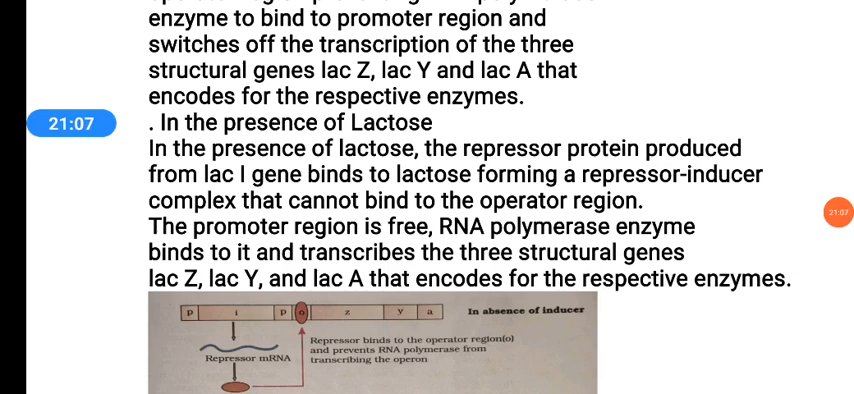 enzyme to bind to promoter region and
switches off the transcription of the three
structural genes lac Z, lac Y and lac A that
encodes for the respective enzymes.
21:07
. In the presence of Lactose
In the presence of lactose, the repressor protein produced
from lac I gene binds to lactose forming a repressor-inducer
complex that cannot bind to the operator region.
21:07
The promoter region is free, RNA polymerase enzyme
binds to it and transcribes the three structural genes
lac Z, lac Y, and lac A that encodes for the respective enzymes.
p i p o z y a In absence of inducer
Repressor binds to the operator region(o)
and prevents RNA polymerase from
Repressor mRNA transcribing the operon